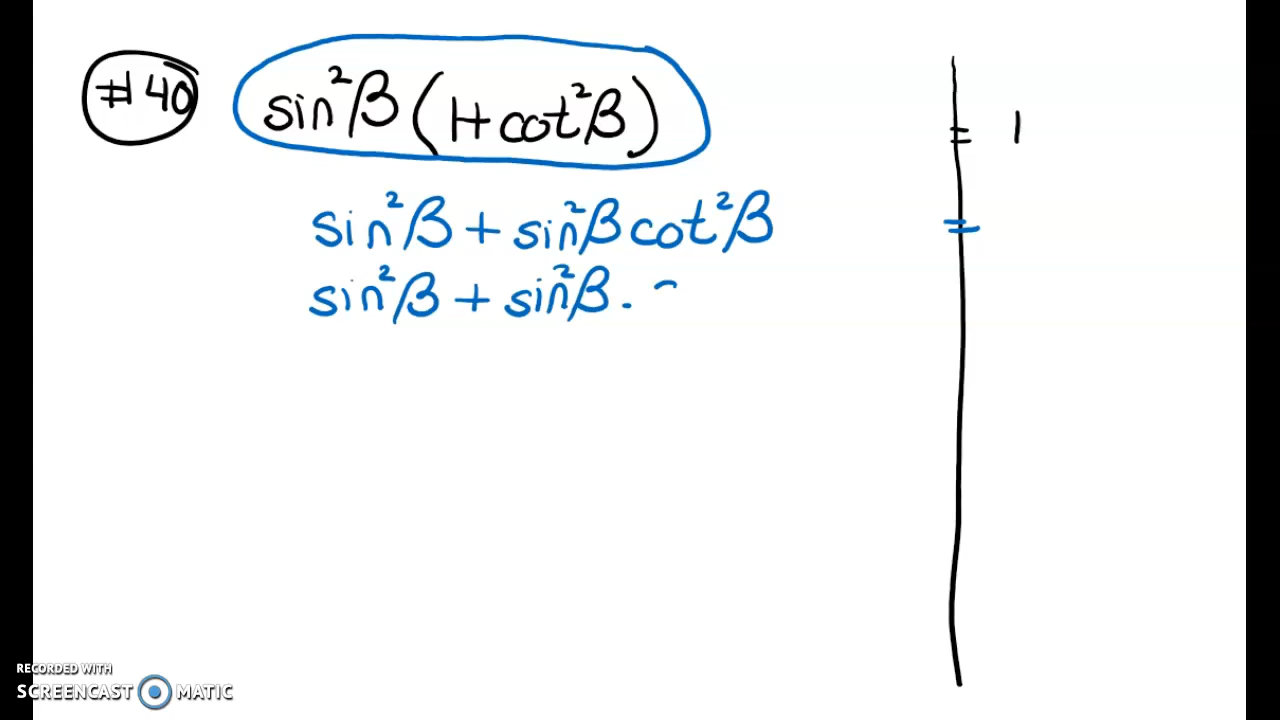 #40 sin²β(1+cot²β) = 1
sin²β + sin²β cot²β =
sin²β + sin²β ·
RECORDED WITH
SCREENCAST MATIC